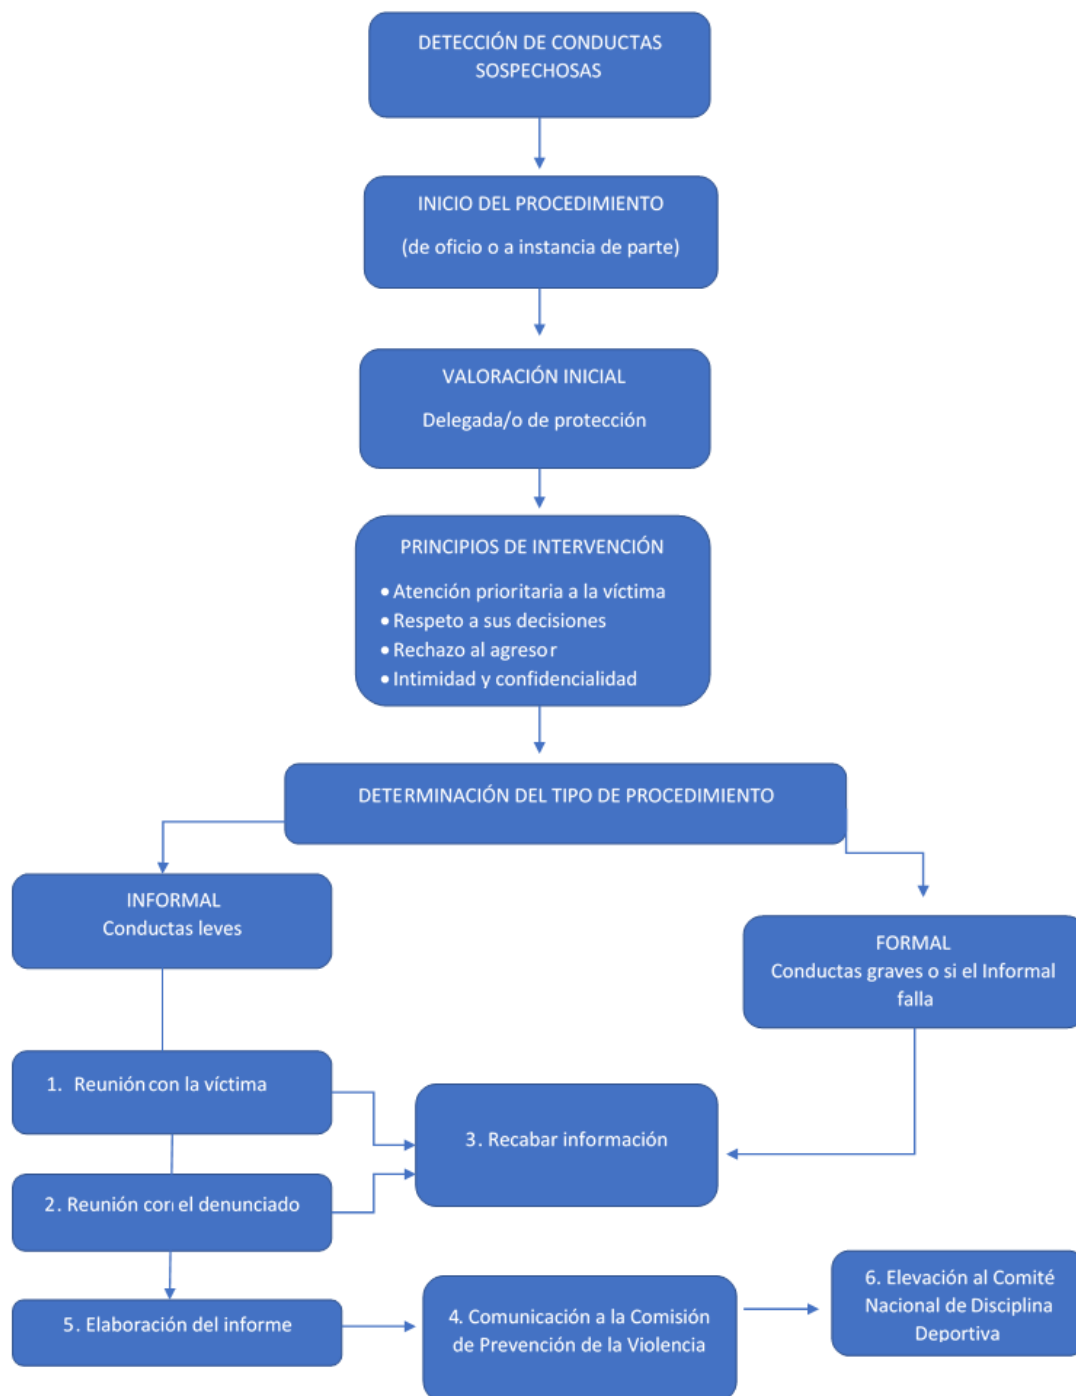 DETECCIÓN DE CONDUCTAS
SOSPECHOSAS
INICIO DEL PROCEDIMIENTO
(de oficio o a instancia de parte)
VALORACIÓN INICIAL
Delegada/o de protección
PRINCIPIOS DE INTERVENCIÓN
• Atención prioritaria a la víctima
• Respeto a sus decisiones
• Rechazo al agresor
• Intimidad y confidencialidad
DETERMINACIÓN DEL TIPO DE PROCEDIMIENTO
INFORMAL
Conductas leves
FORMAL
Conductas graves o si el Informal
falla
1. Reunión con la víctima
2. Reunión con el denunciado
3. Recabar información
5. Elaboración del informe
4. Comunicación a la Comisión
de Prevención de la Violencia
6. Elevación al Comité
Nacional de Disciplina
Deportiva